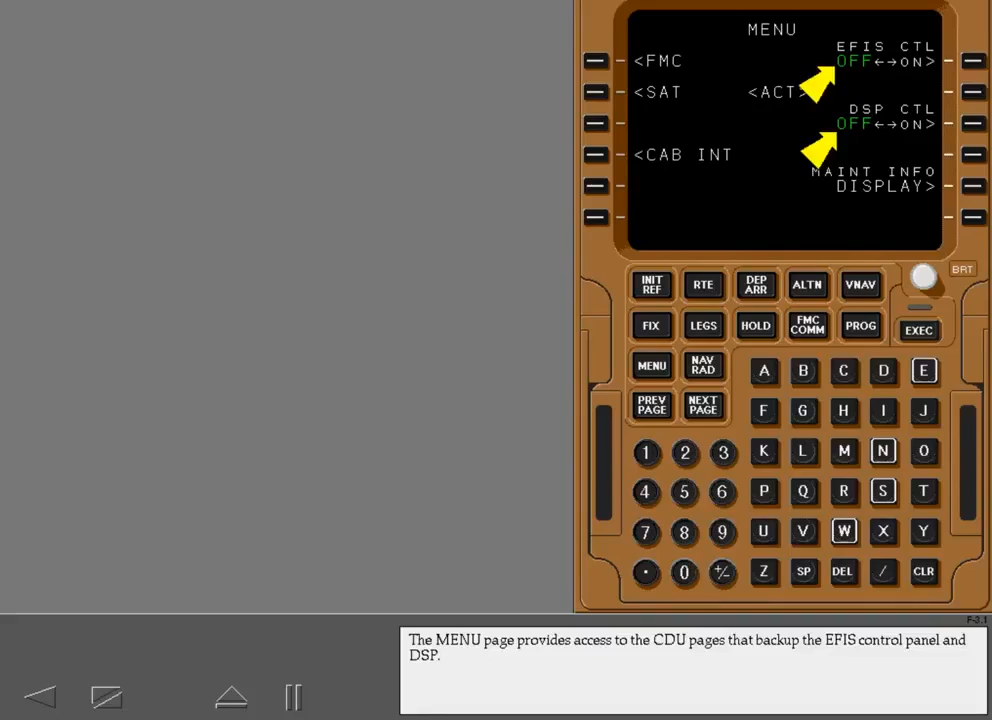 MENU
EFIS CTL
<FMC OFF←→ON>
<SAT <ACT>
DSP CTL
OFF←→ON>
<CAB INT
MAINT INFO
DISPLAY>
BRT
INIT REF RTE DEP ARR ALTN VNAV
FIX LEGS HOLD FMC COMM PROG EXEC
MENU NAV RAD A B C D E
PREV PAGE NEXT PAGE F G H I J
1 2 3 K L M N O
4 5 6 P Q R S T
7 8 9 U V W X Y
. 0 +/- Z SP DEL / CLR
F-3.1
The MENU page provides access to the CDU pages that backup the EFIS control panel and
DSP.